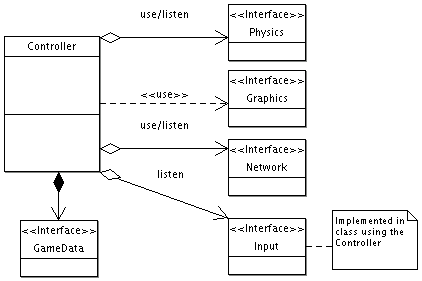 use/listen
<<Interface>>
Physics
Controller
<<Interface>>
Graphics
<<use>>
use/listen
<<Interface>>
Network
listen
<<Interface>>
GameData
<<Interface>>
Input
Implemented in
class using the
Controller